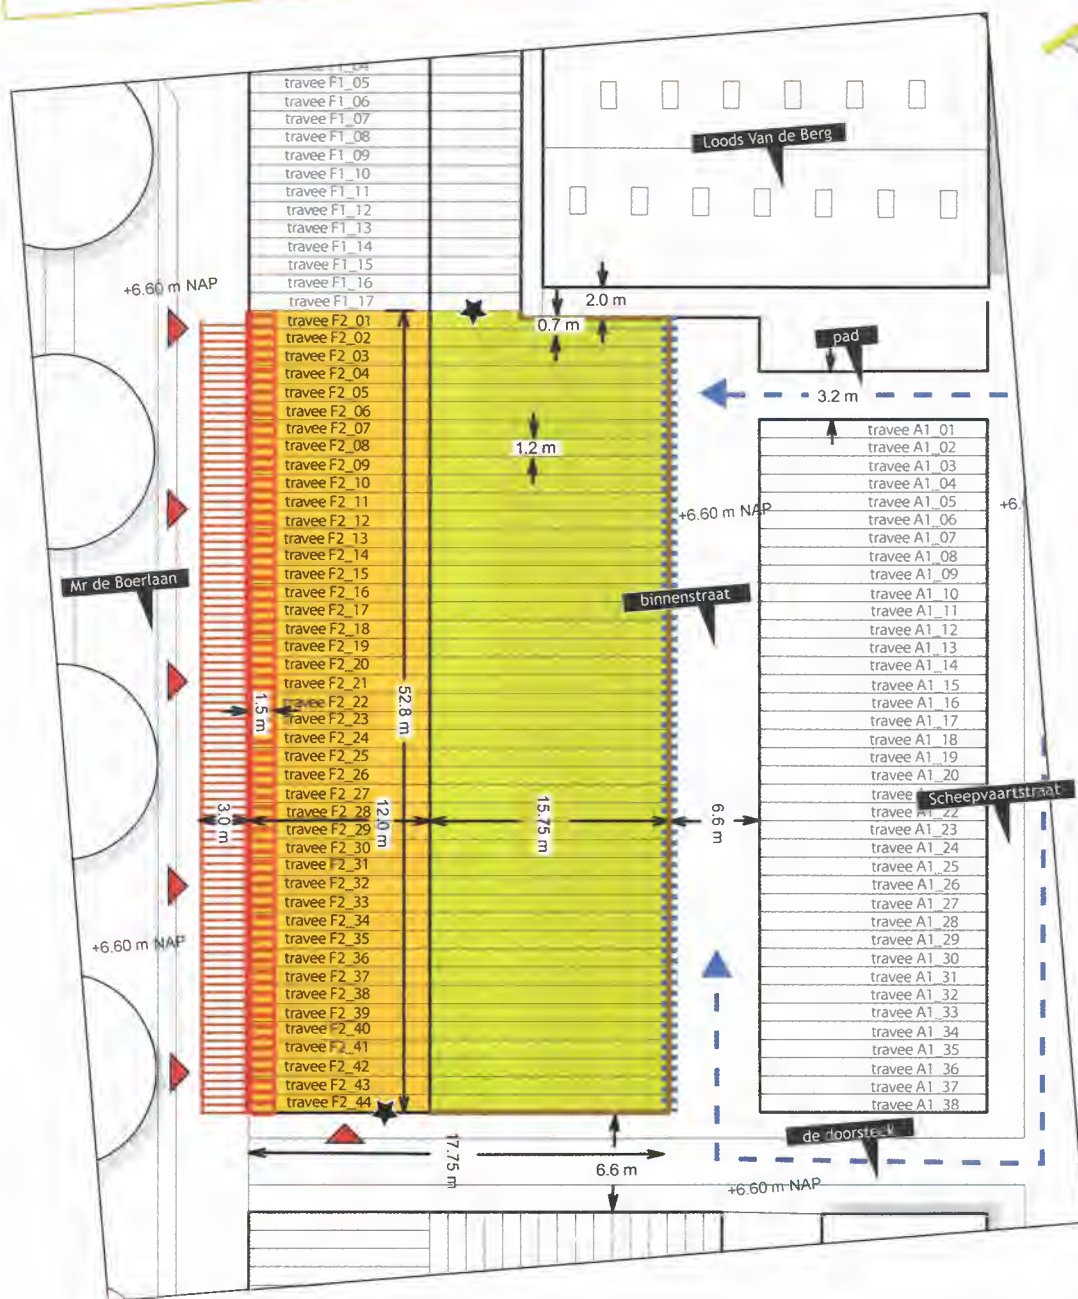 travee F1_04
travee F1_05
travee F1_06
travee F1_07
travee F1_08
travee F1_09
travee F1_10
travee F1_11
travee F1_12
travee F1_13
travee F1_14
travee F1_15
travee F1_16
travee F1_17
Loods Van de Berg
+6.60 m NAP
2.0 m
0.7 m
pad
3.2 m
1.2 m
travee F2_01
travee F2_02
travee F2_03
travee F2_04
travee F2_05
travee F2_06
travee F2_07
travee F2_08
travee F2_09
travee F2_10
travee F2_11
travee F2_12
travee F2_13
travee F2_14
travee F2_15
travee F2_16
travee F2_17
travee F2_18
travee F2_19
travee F2_20
travee F2_21
travee F2_22
travee F2_23
travee F2_24
travee F2_25
travee F2_26
travee F2_27
travee F2_28
travee F2_29
travee F2_30
travee F2_31
travee F2_32
travee F2_33
travee F2_34
travee F2_35
travee F2_36
travee F2_37
travee F2_38
travee F2_39
travee F2_40
travee F2_41
travee F2_42
travee F2_43
travee F2_44
Mr de Boerlaan
1.5 m
52.8 m
3.0 m
12.0 m
15.75 m
6.6 m
+6.60 m NAP
+6.60 m NAP
+6.
binnenstraat
travee A1_01
travee A1_02
travee A1_03
travee A1_04
travee A1_05
travee A1_06
travee A1_07
travee A1_08
travee A1_09
travee A1_10
travee A1_11
travee A1_12
travee A1_13
travee A1_14
travee A1_15
travee A1_16
travee A1_17
travee A1_18
travee A1_19
travee A1_20
travee
Scheepvaartstraat
travee A1_22
travee A1_23
travee A1_24
travee A1_25
travee A1_26
travee A1_27
travee A1_28
travee A1_29
travee A1_30
travee A1_31
travee A1_32
travee A1_33
travee A1_34
travee A1_35
travee A1_36
travee A1_37
travee A1_38
de doorsteek
17.75 m
6.6 m
+6.60 m NAP